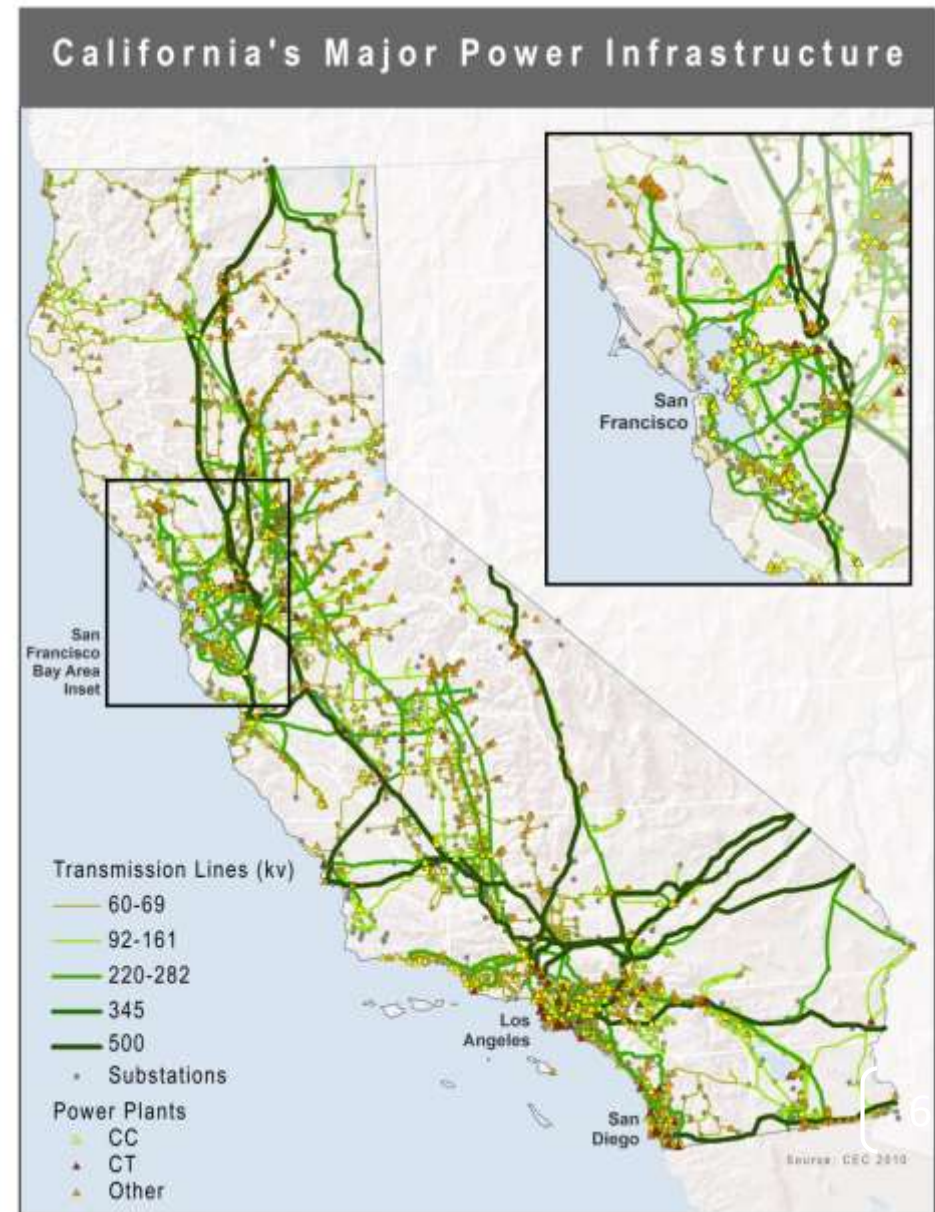 California's Major Power Infrastructure
San
Francisco
San
Francisco
Bay Area
Inset
Transmission Lines (kv)
60-69
92-161
220-282
345
500
Substations
Power Plants
CC
CT
Other
Los
Angeles
San
Diego
6
Source: CEC 2010